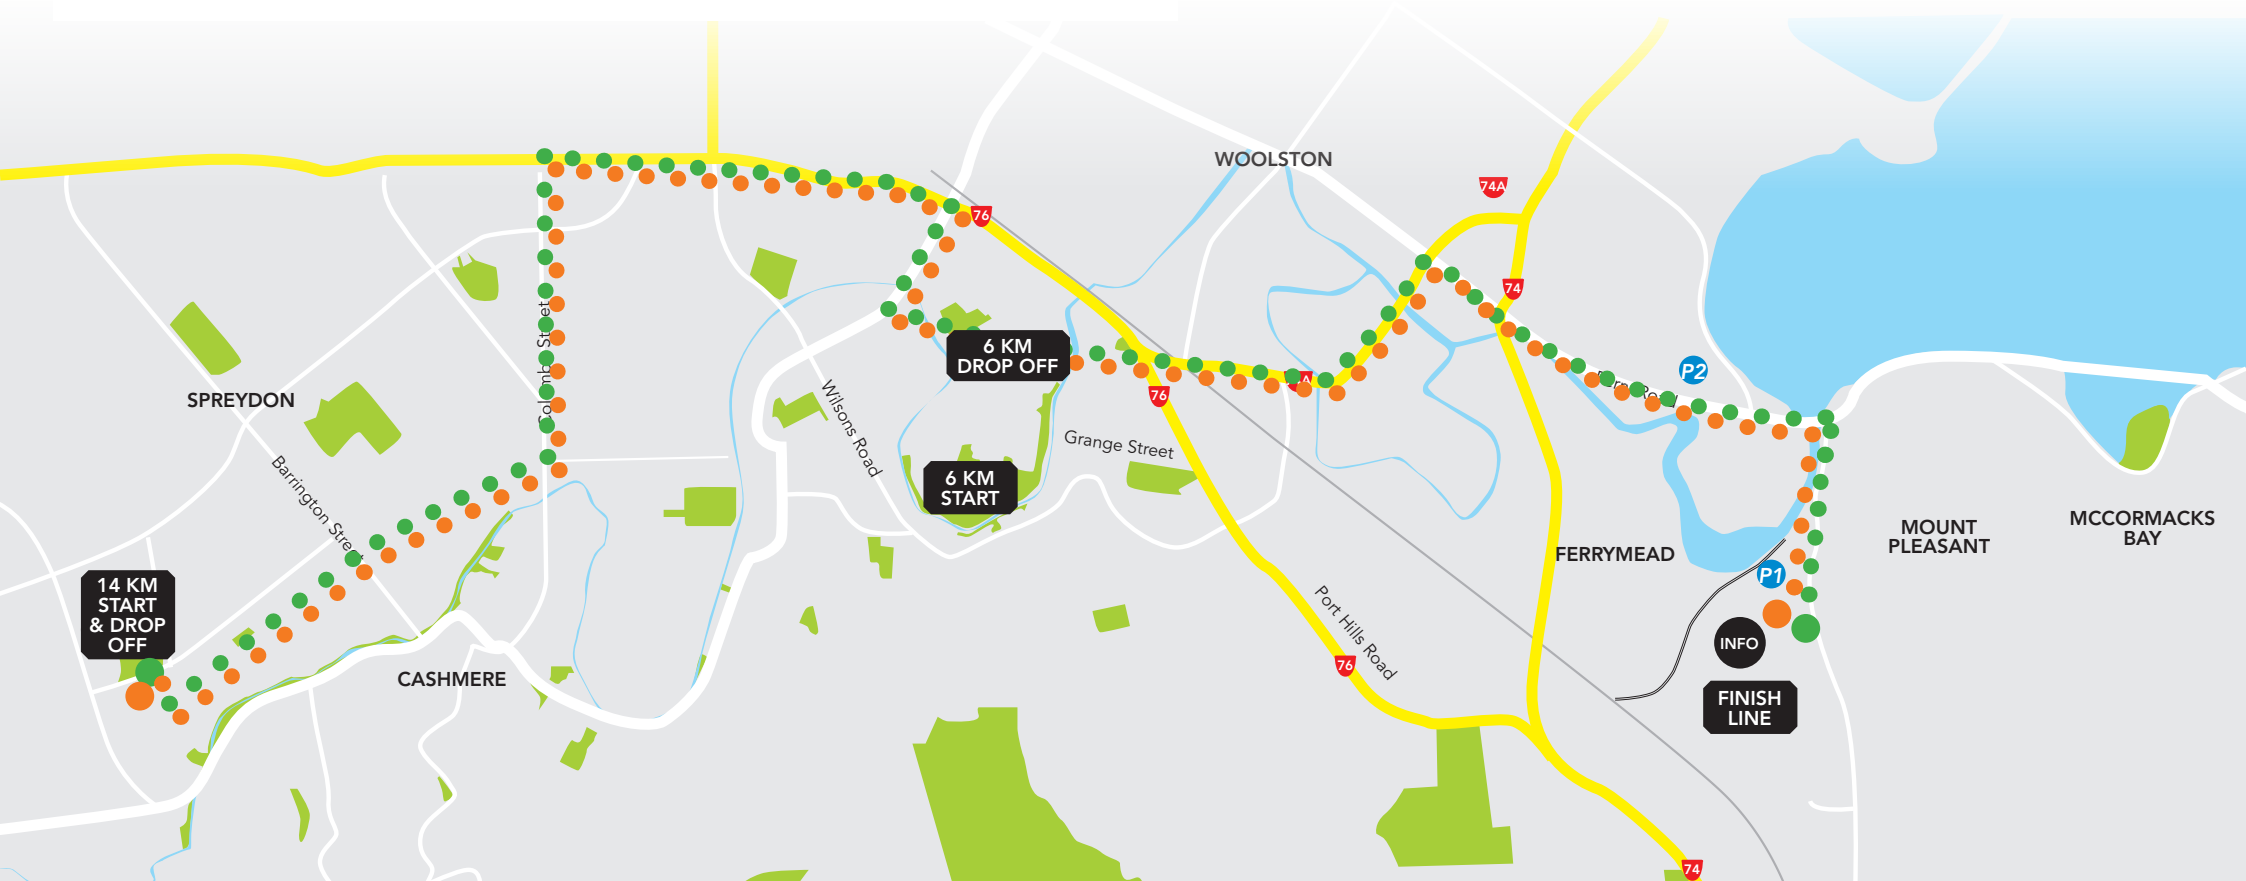 WOOLSTON
74A
76
74
6 KM
DROP OFF
P2
76
SPREYDON
Wilsons Road
Grange Street
Barrington Street
6 KM
START
MOUNT
PLEASANT
MCCORMACKS
BAY
FERRYMEAD
14 KM
START
& DROP
OFF
P1
Port Hills Road
INFO
76
CASHMERE
FINISH
LINE
74